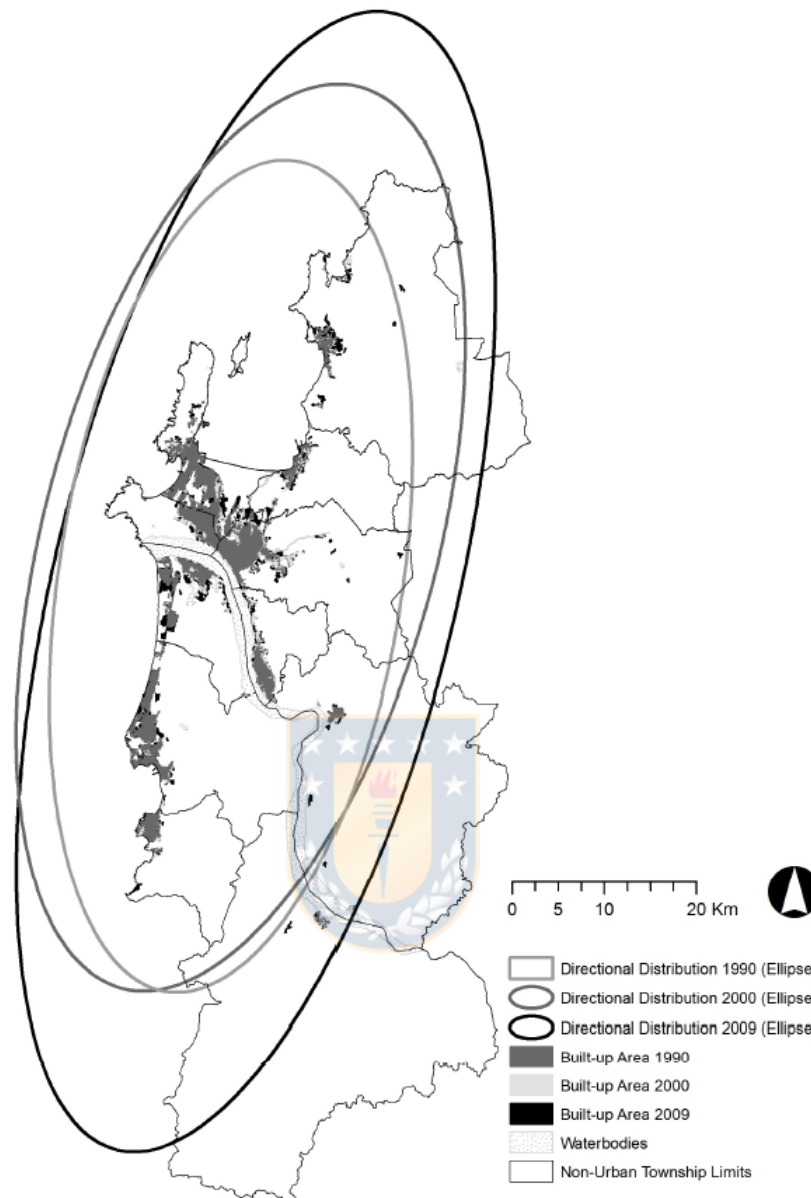 0 5 10 20 Km
Directional Distribution 1990 (Ellipse
Directional Distribution 2000 (Ellipse
Directional Distribution 2009 (Ellipse
Built-up Area 1990
Built-up Area 2000
Built-up Area 2009
Waterbodies
Non-Urban Township Limits